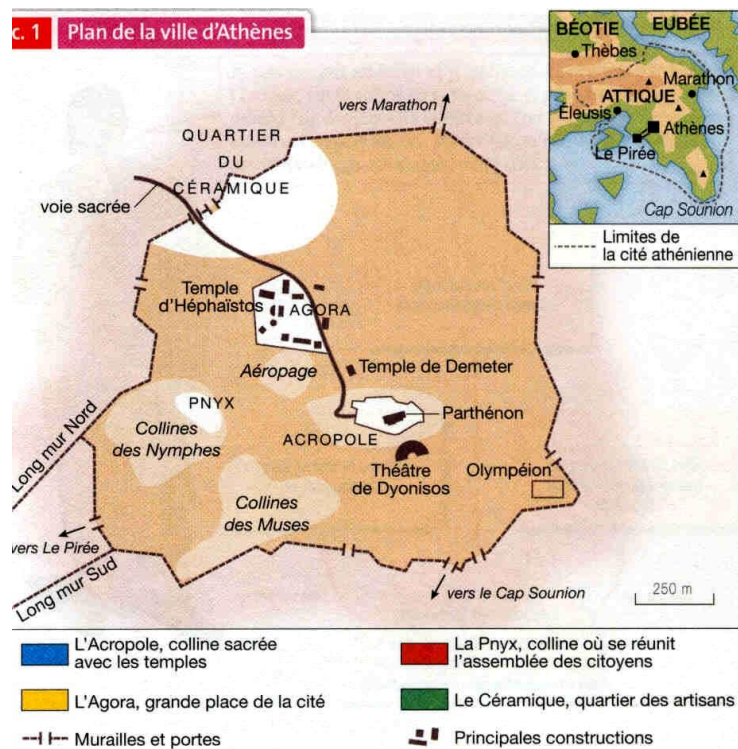 c. 1 Plan de la ville d'Athènes
BÉOTIE
EUBÉE
Thèbes
Marathon
ATTIQUE
Éleusis
Athènes
Le Pirée
Cap Sounion
Limites de
la cité athénienne
vers Marathon
QUARTIER
DU
CÉRAMIQUE
voie sacrée
Temple
d'Héphaïstos
AGORA
Aéropage
Temple de Demeter
PNYX
Collines
des Nymphes
Parthénon
ACROPOLE
Théâtre
de Dyonisos
Olympéion
Collines
des Muses
Long mur Nord
vers Le Pirée
Long mur Sud
vers le Cap Sounion
250 m
L'Acropole, colline sacrée
avec les temples
La Pnyx, colline où se réunit
l'assemblée des citoyens
L'Agora, grande place de la cité
Le Céramique, quartier des artisans
Murailles et portes
Principales constructions